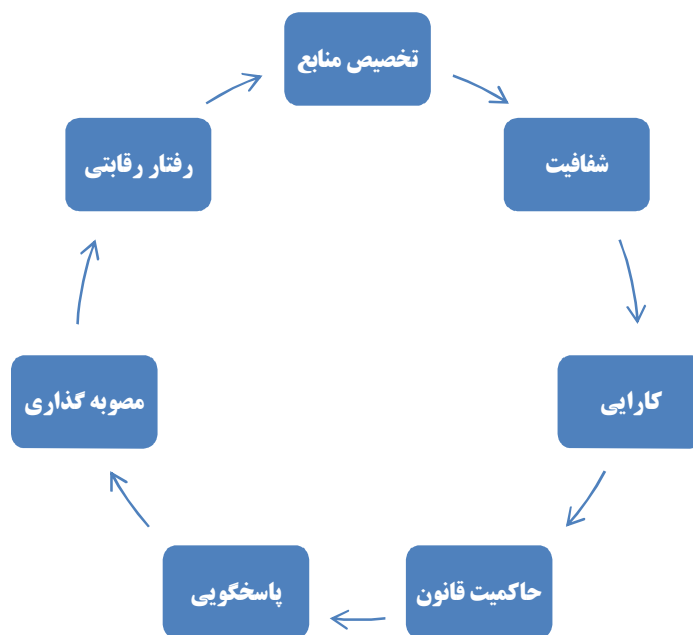 تخصیص منابع
شفافیت
کارایی
حاکمیت قانون
پاسخگویی
مصوبه گذاری
رفتار رقابتی